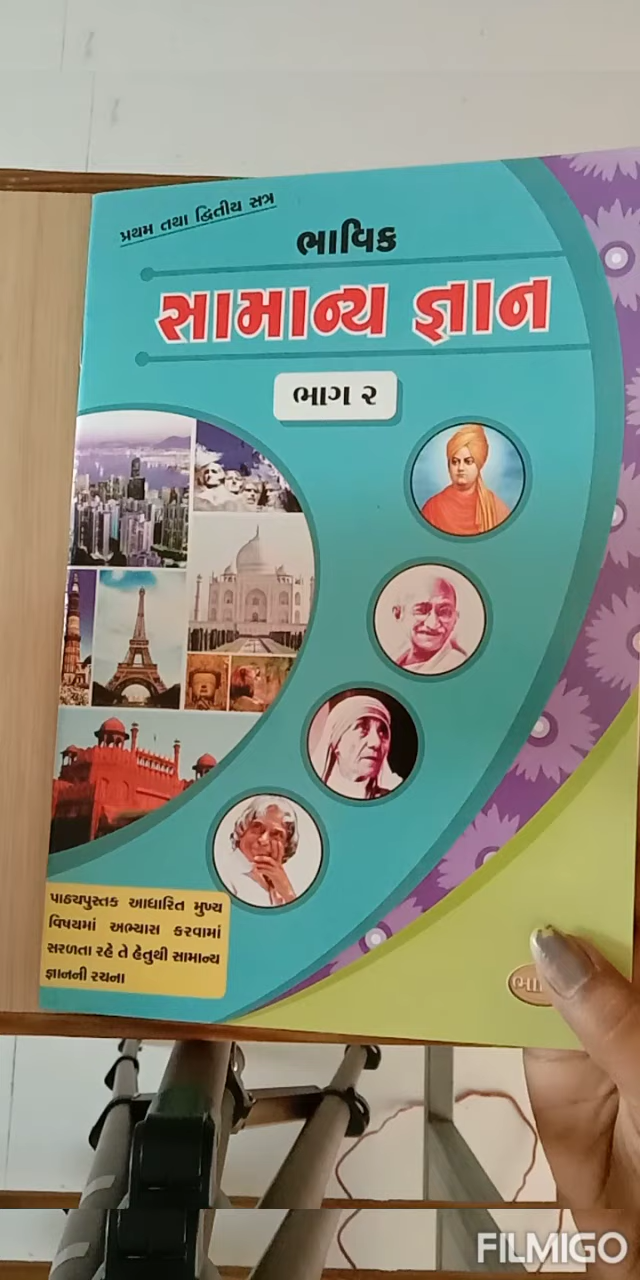 પ્રથમ તથા દ્વિતીય સત્ર
ભાવિક
સામાન્ય જ્ઞાન
ભાગ ૨
પાઠ્યપુસ્તક આધારિત મુખ્ય
વિષયમાં અભ્યાસ કરવામાં
સરળતા રહે તે હેતુથી સામાન્ય
જ્ઞાનની રચના
FILMIGO